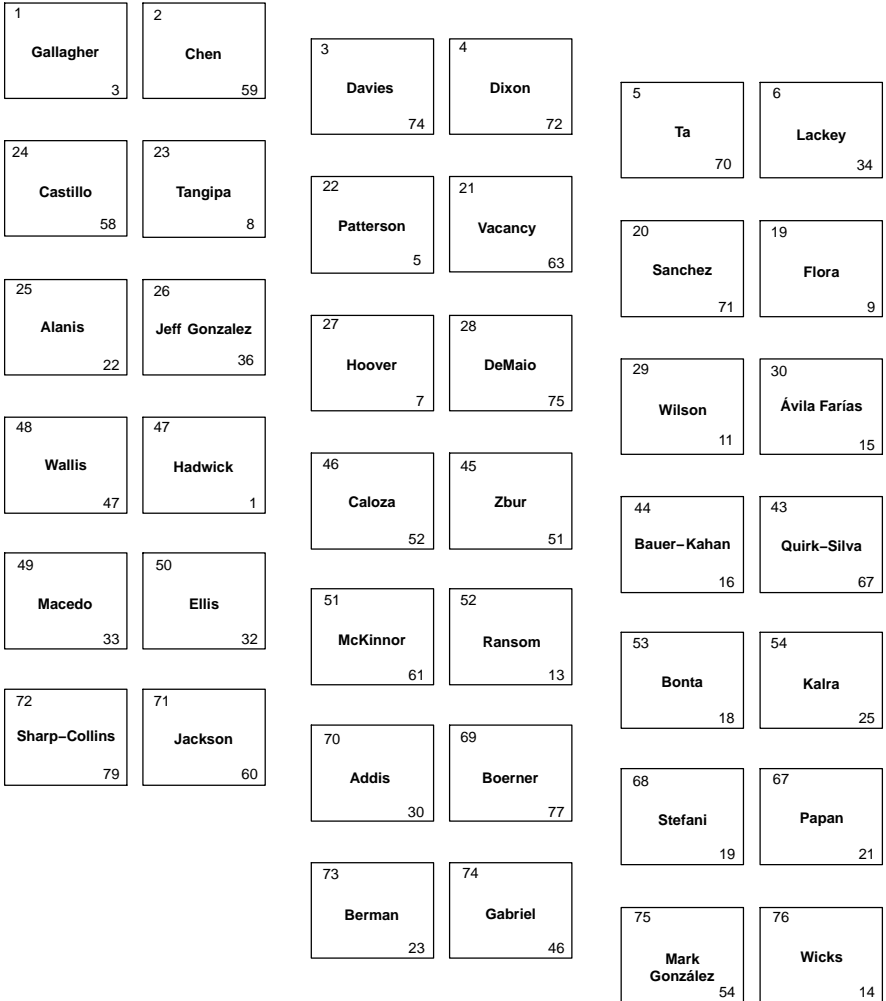 1
Gallagher
3
2
Chen
59
3
Davies
74
4
Dixon
72
5
Ta
70
6
Lackey
34
24
Castillo
58
23
Tangipa
8
22
Patterson
5
21
Vacancy
63
20
Sanchez
71
19
Flora
9
25
Alanis
22
26
Jeff Gonzalez
36
27
Hoover
7
28
DeMaio
75
29
Wilson
11
30
Ávila Farías
15
48
Wallis
47
47
Hadwick
1
46
Caloza
52
45
Zbur
51
44
Bauer–Kahan
16
43
Quirk–Silva
67
49
Macedo
33
50
Ellis
32
51
McKinnor
61
52
Ransom
13
53
Bonta
18
54
Kalra
25
72
Sharp–Collins
79
71
Jackson
60
70
Addis
30
69
Boerner
77
68
Stefani
19
67
Papan
21
73
Berman
23
74
Gabriel
46
75
Mark
González
54
76
Wicks
14